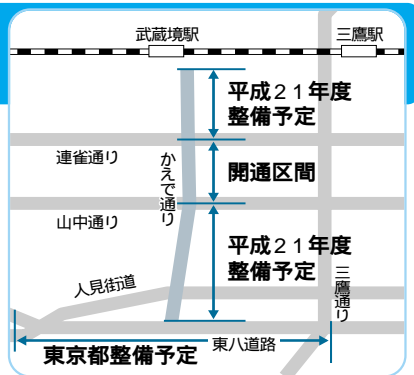 武蔵境駅
三鷹駅
平成21年度
整備予定
連雀通り
かえで通り
開通区間
山中通り
平成21年度
整備予定
人見街道
三鷹通り
東八道路
東京都整備予定